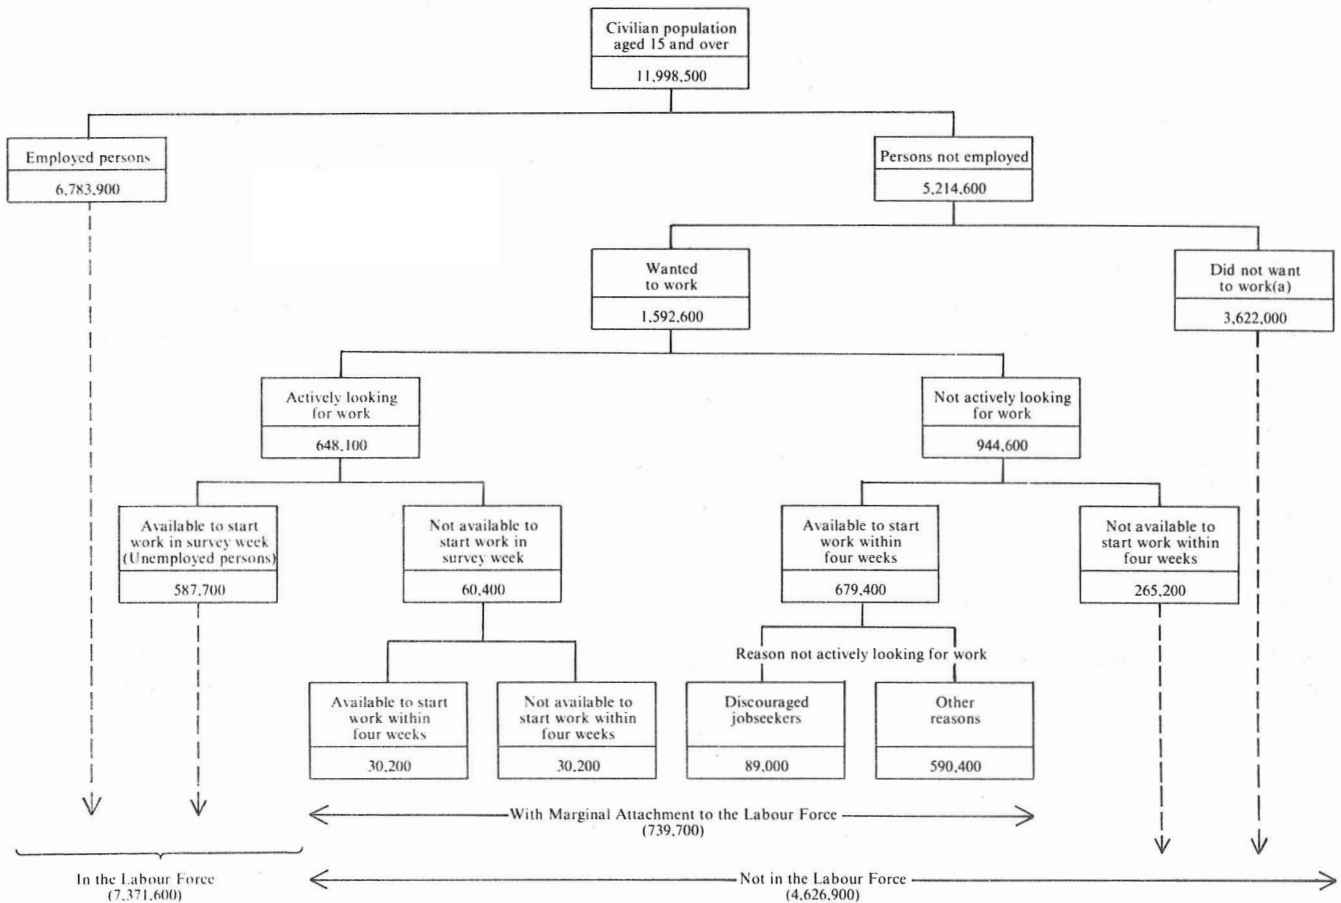 Civilian population
aged 15 and over
11,998,500
Employed persons
6,783,900
Persons not employed
5,214,600
Wanted
to work
1,592,600
Did not want
to work(a)
3,622,000
Actively looking
for work
648,100
Not actively looking
for work
944,600
Available to start
work in survey week
(Unemployed persons)
587,700
Not available to
start work in
survey week
60,400
Available to start
work within
four weeks
679,400
Not available to
start work within
four weeks
265,200
Reason not actively looking for work
Available to start
work within
four weeks
30,200
Not available to
start work within
four weeks
30,200
Discouraged
jobseekers
89,000
Other
reasons
590,400
With Marginal Attachment to the Labour Force
(739,700)
In the Labour Force
(7,371,600)
Not in the Labour Force
(4,626,900)